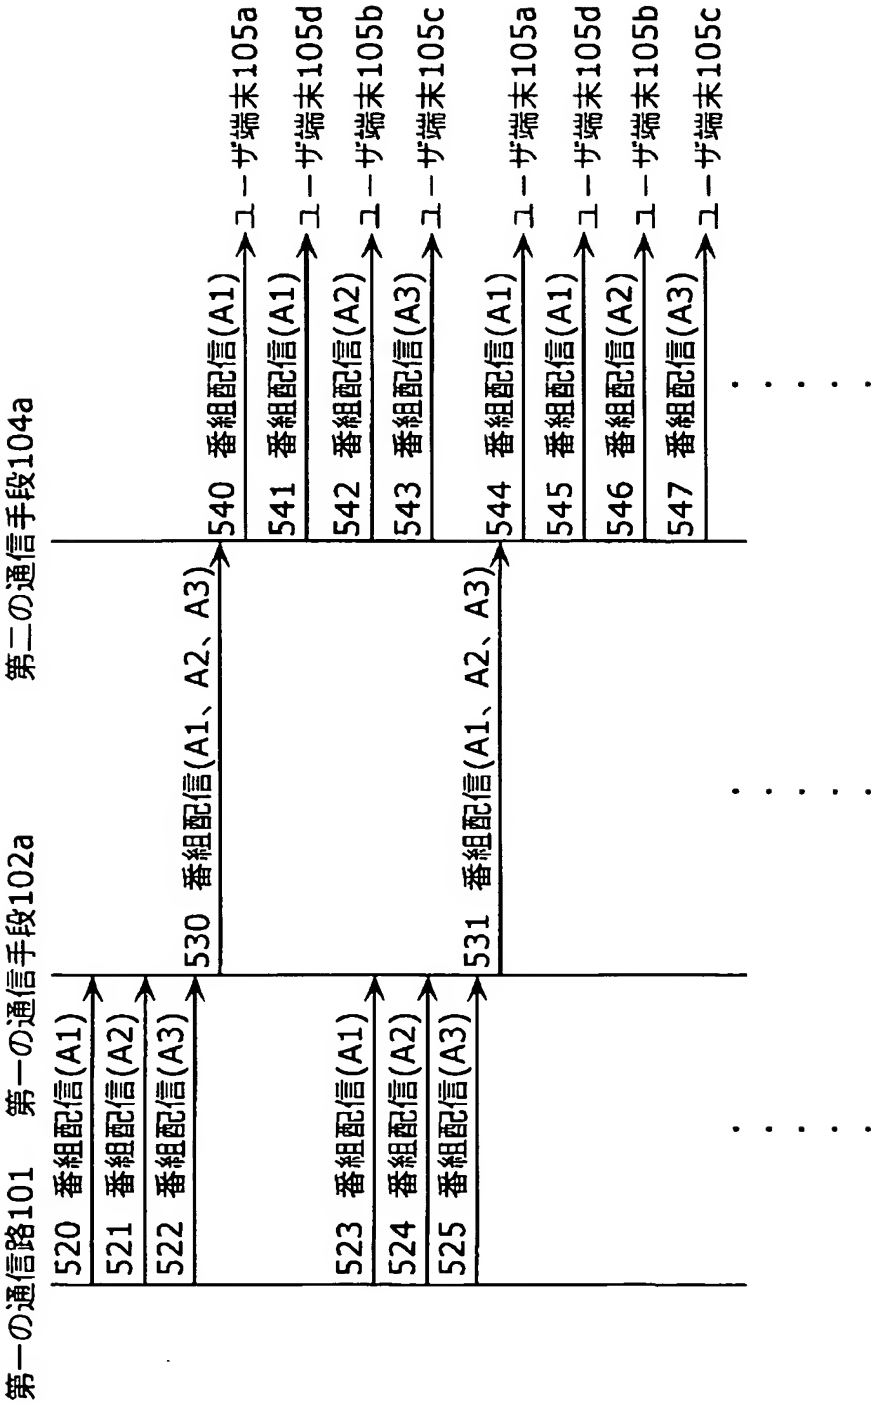 第一の通信路101
第一の通信手段102a
第二の通信手段104a
520 番組配信(A1)
521 番組配信(A2)
522 番組配信(A3)
530 番組配信(A1、A2、A3)
540 番組配信(A1)
ユーザ端末105a
541 番組配信(A1)
ユーザ端末105d
542 番組配信(A2)
ユーザ端末105b
543 番組配信(A3)
ユーザ端末105c
523 番組配信(A1)
524 番組配信(A2)
525 番組配信(A3)
531 番組配信(A1、A2、A3)
544 番組配信(A1)
ユーザ端末105a
545 番組配信(A1)
ユーザ端末105d
546 番組配信(A2)
ユーザ端末105b
547 番組配信(A3)
ユーザ端末105c